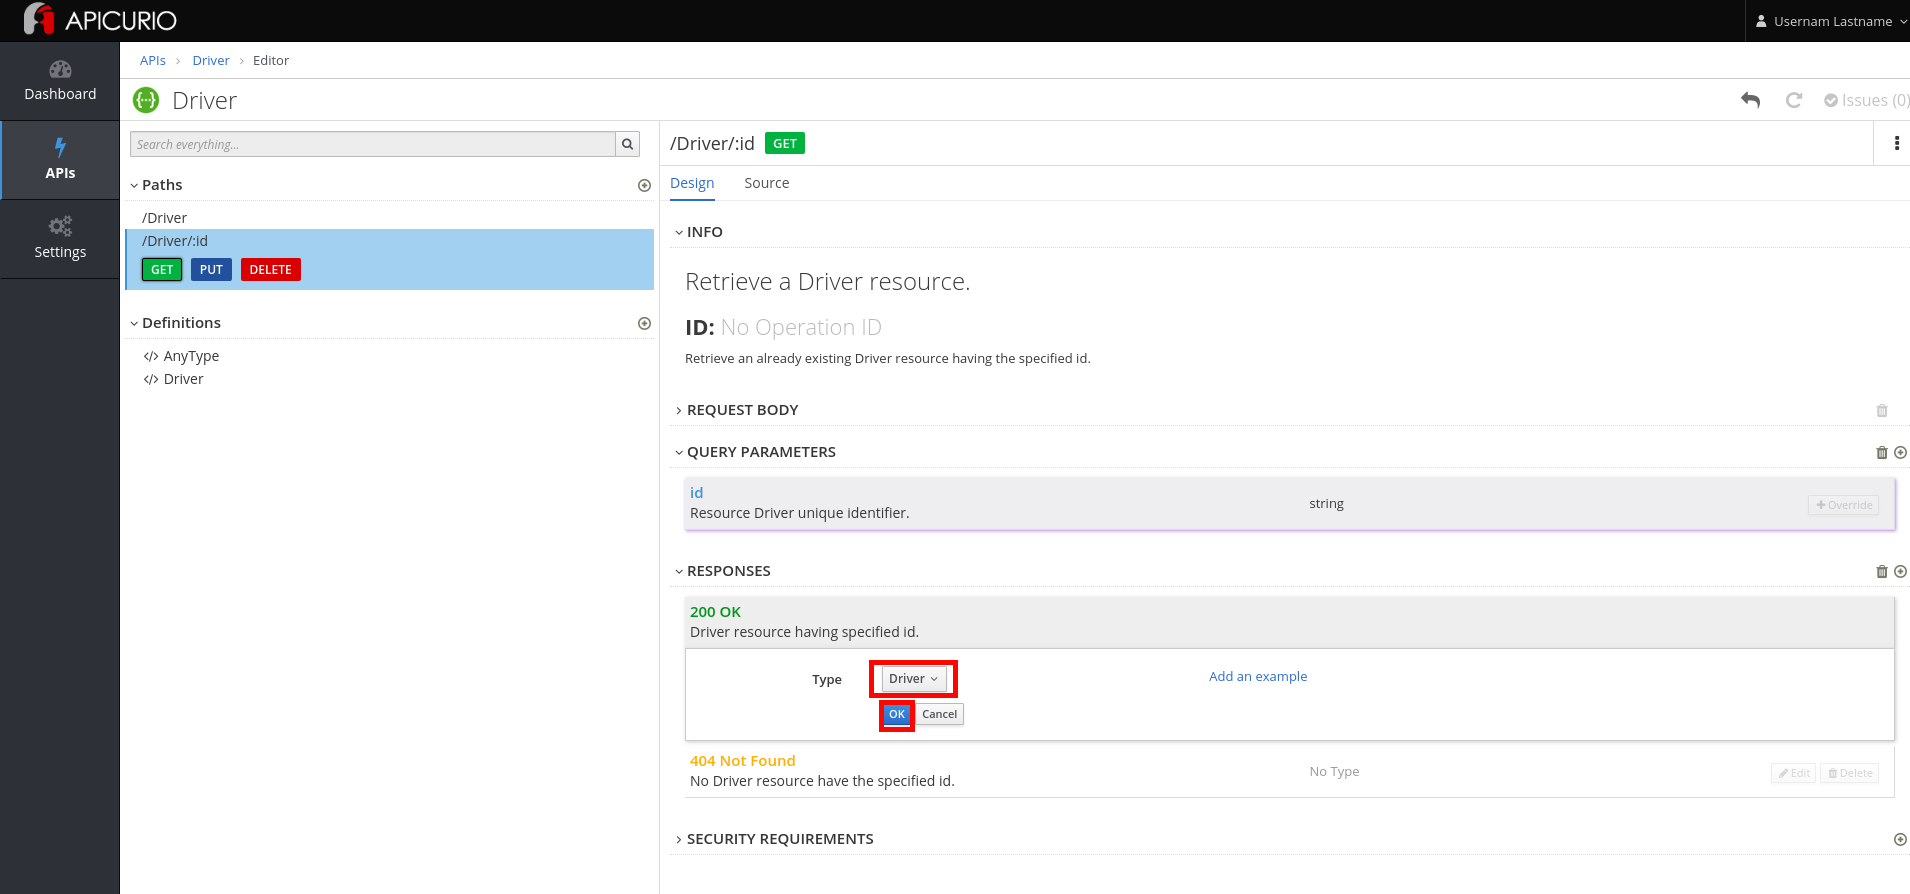 APICURIO
Usernam Lastname
Dashboard
APIs
Settings
APIs > Driver > Editor
Driver
Issues (0)
Search everything...
Paths
/Driver
/Driver/:id
GET PUT DELETE
Definitions
</> AnyType
</> Driver
/Driver/:id GET
Design Source
INFO
Retrieve a Driver resource.
ID: No Operation ID
Retrieve an already existing Driver resource having the specified id.
REQUEST BODY
QUERY PARAMETERS
id
Resource Driver unique identifier.
string
Override
RESPONSES
200 OK
Driver resource having specified id.
Type Driver
Add an example
OK Cancel
404 Not Found
No Driver resource have the specified id.
No Type
Edit Delete
SECURITY REQUIREMENTS